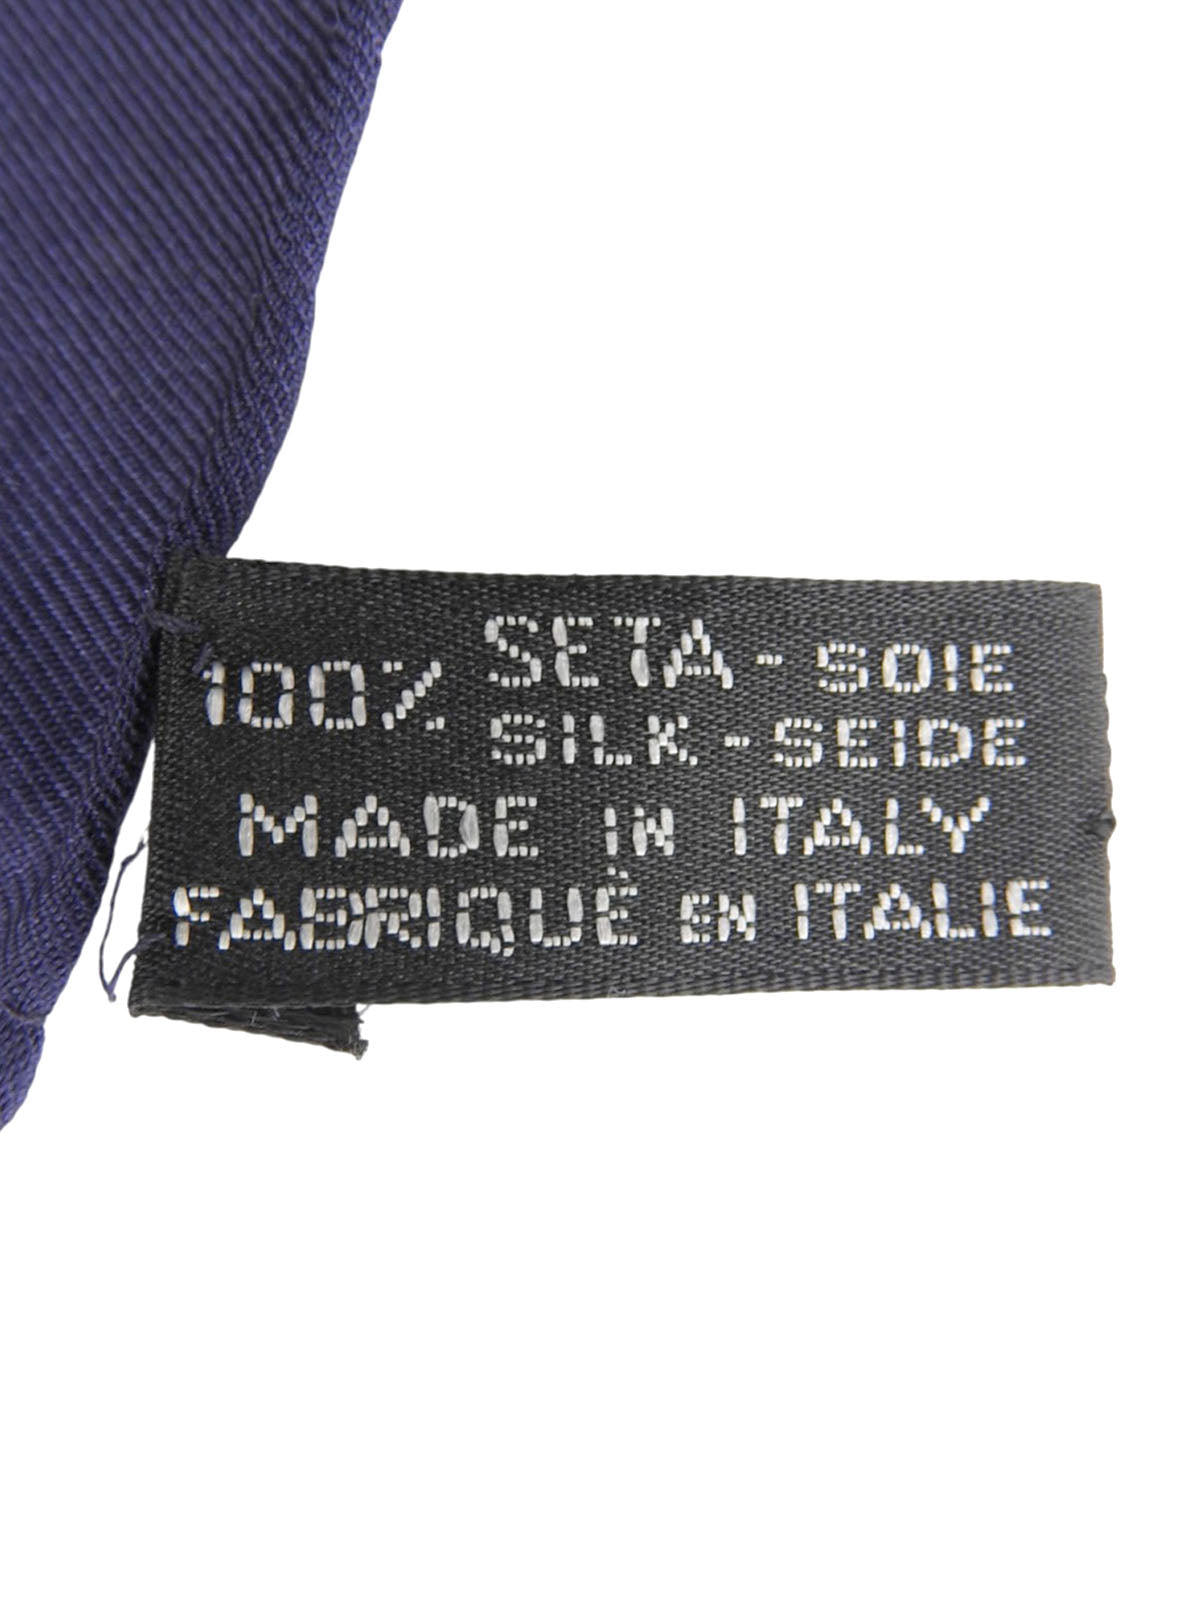 100% SETA - SOIE
SILK - SEIDE
MADE IN ITALY
FABRIQUÈ EN ITALIE